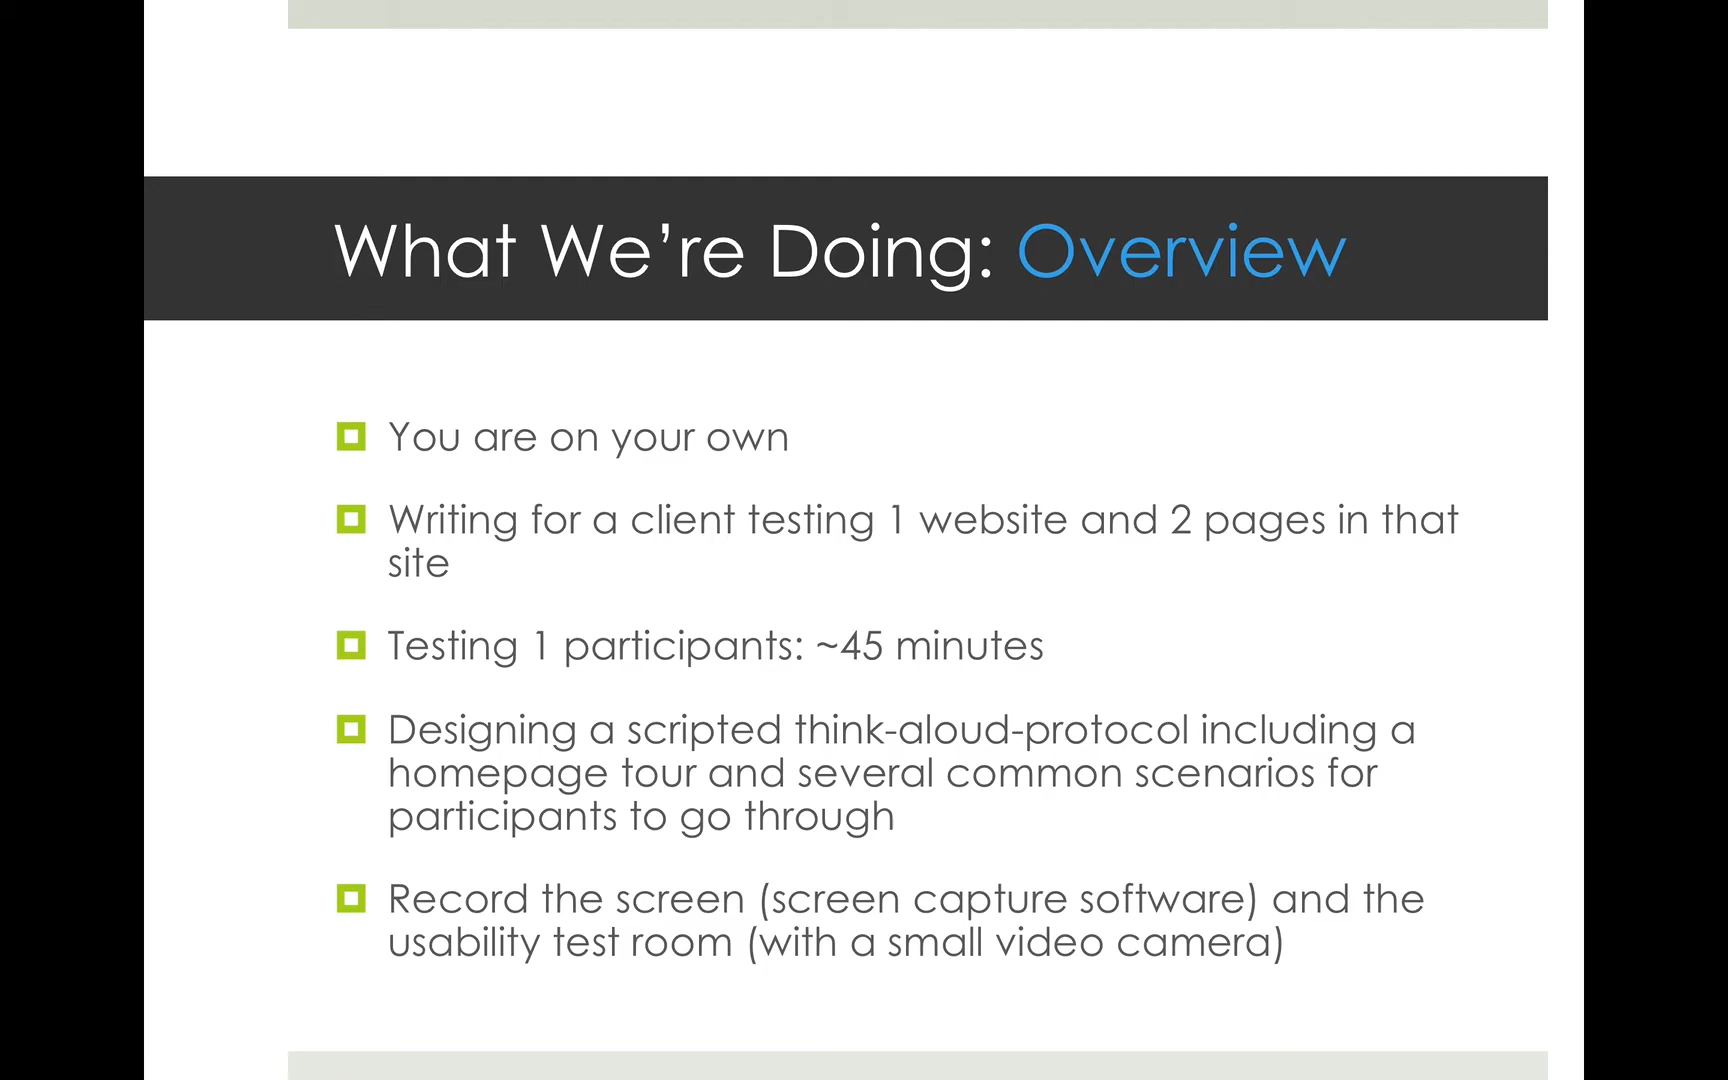 What We’re Doing: Overview
You are on your own
Writing for a client testing 1 website and 2 pages in that
site
Testing 1 participants: ~45 minutes
Designing a scripted think-aloud-protocol including a
homepage tour and several common scenarios for
participants to go through
Record the screen (screen capture software) and the
usability test room (with a small video camera)